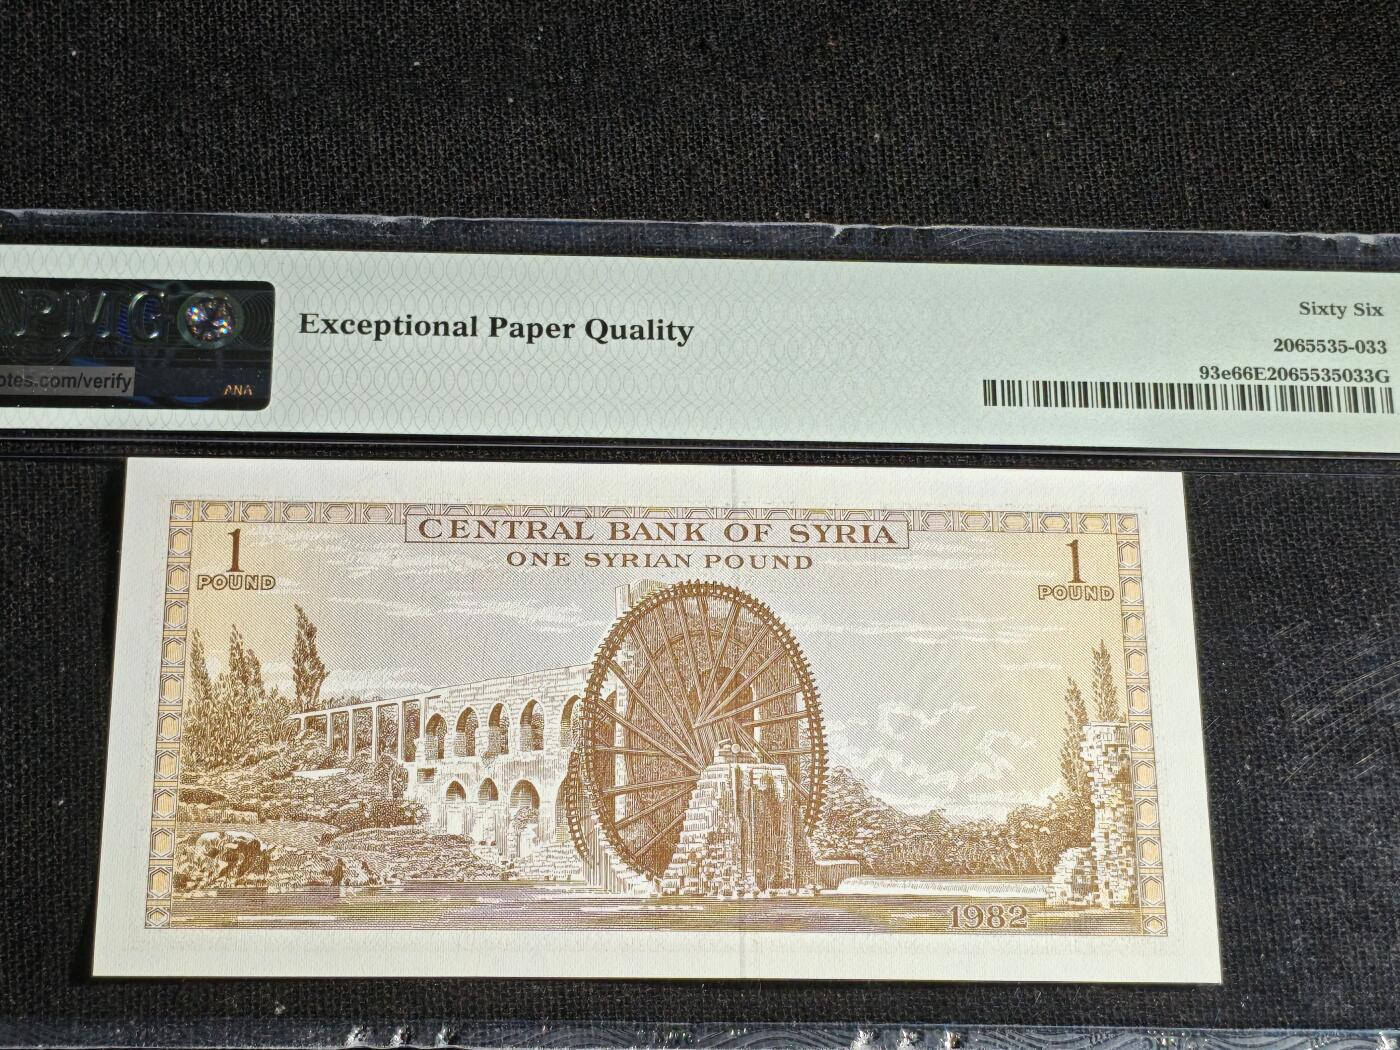 PMG
otes.com/verify
ANA
Exceptional Paper Quality
Sixty Six
2065535-033
93e66E2065535033G
CENTRAL BANK OF SYRIA
ONE SYRIAN POUND
1
POUND
1
POUND
1982